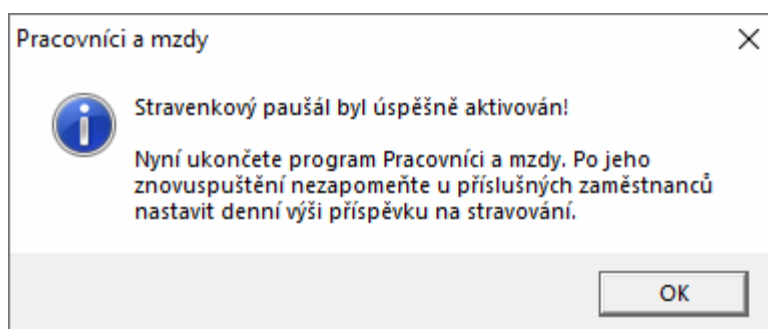 Pracovníci a mzdy
Stravenkový paušál byl úspěšně aktivován!
Nyní ukončete program Pracovníci a mzdy. Po jeho
znovuspuštění nezapomeňte u příslušných zaměstnanců
nastavit denní výši příspěvku na stravování.
OK